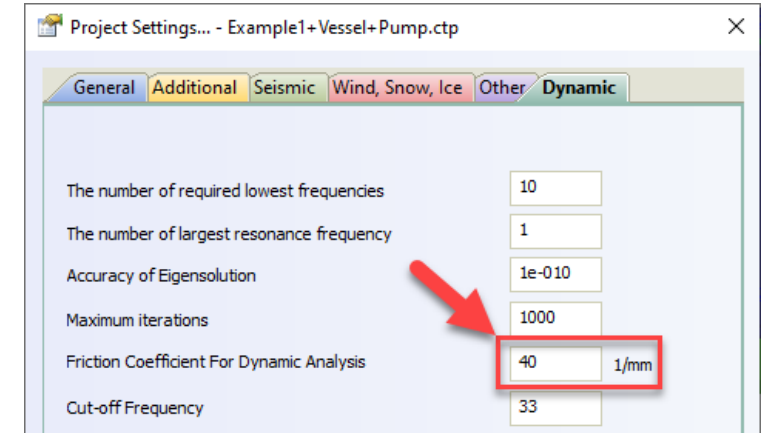 Project Settings... - Example1+Vessel+Pump.ctp
General Additional Seismic Wind, Snow, Ice Other Dynamic
The number of required lowest frequencies 10
The number of largest resonance frequency 1
Accuracy of Eigensolution 1e-010
Maximum iterations 1000
Friction Coefficient For Dynamic Analysis 40 1/mm
Cut-off Frequency 33